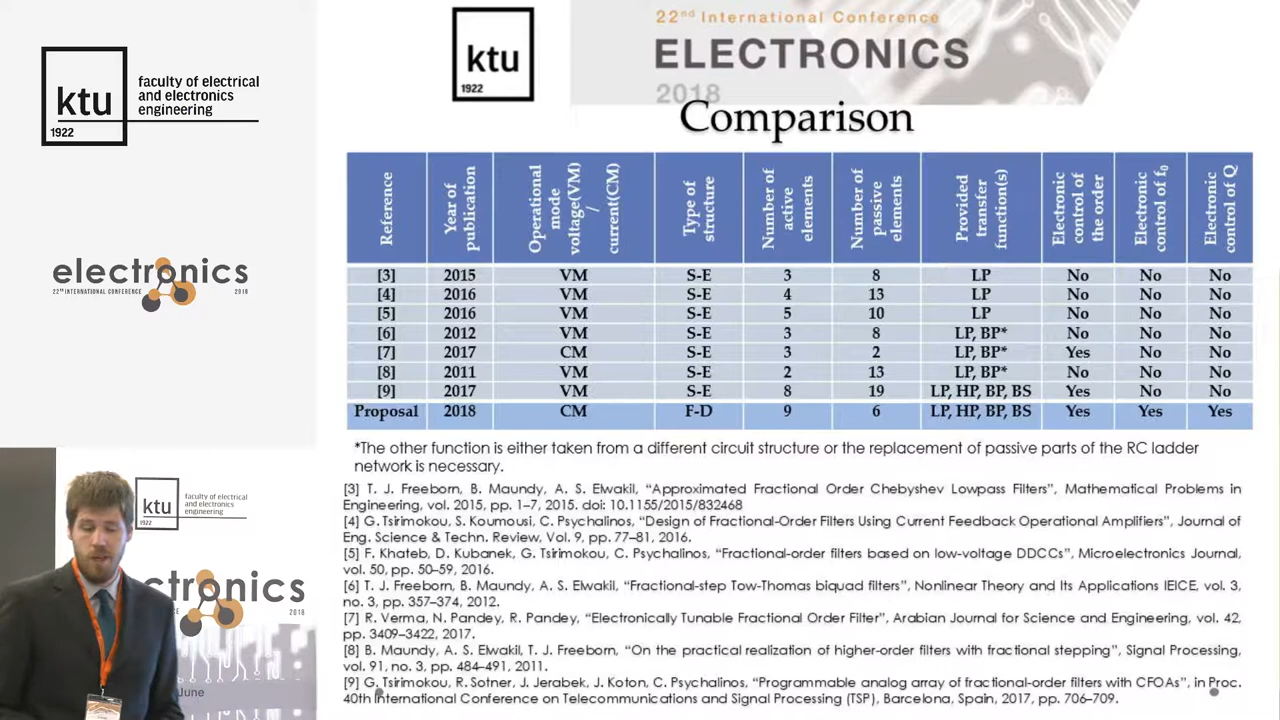 ktu
1922
faculty of electrical
and electronics
engineering
electronics
22ND INTERNATIONAL CONFERENCE 2018
ktu
1922
22nd International Conference
ELECTRONICS
2018
Comparison
Reference
Year of publication
Operational mode voltage(VM) / current(CM)
Type of structure
Number of active elements
Number of passive elements
Provided transfer function(s)
Electronic control of the order
Electronic control of f0
Electronic control of Q
[3] 2015 VM S-E 3 8 LP No No No
[4] 2016 VM S-E 4 13 LP No No No
[5] 2016 VM S-E 5 10 LP No No No
[6] 2012 VM S-E 3 8 LP, BP* No No No
[7] 2017 CM S-E 3 2 LP, BP* Yes No No
[8] 2011 VM S-E 2 13 LP, BP* No No No
[9] 2017 VM S-E 8 19 LP, HP, BP, BS Yes No No
Proposal 2018 CM F-D 9 6 LP, HP, BP, BS Yes Yes Yes
*The other function is either taken from a different circuit structure or the replacement of passive parts of the RC ladder
network is necessary.
[3] T. J. Freeborn, B. Maundy, A. S. Elwakil, “Approximated Fractional Order Chebyshev Lowpass Filters”, Mathematical Problems in
Engineering, vol. 2015, pp. 1–7, 2015. doi: 10.1155/2015/832468
[4] G. Tsirimokou, S. Koumousi, C. Psychalinos, “Design of Fractional-Order Filters Using Current Feedback Operational Amplifiers”, Journal of
Eng. Science & Techn. Review, Vol. 9, pp. 77–81, 2016.
[5] F. Khateb, D. Kubanek, G. Tsirimokou, C. Psychalinos, “Fractional-order filters based on low-voltage DDCCs”, Microelectronics Journal,
vol. 50, pp. 50–59, 2016.
[6] T. J. Freeborn, B. Maundy, A. S. Elwakil, “Fractional-step Tow-Thomas biquad filters”, Nonlinear Theory and Its Applications IEICE, vol. 3,
no. 3, pp. 357–374, 2012.
[7] R. Verma, N. Pandey, R. Pandey, “Electronically Tunable Fractional Order Filter”, Arabian Journal for Science and Engineering, vol. 42,
pp. 3409–3422, 2017.
[8] B. Maundy, A. S. Elwakil, T. J. Freeborn, “On the practical realization of higher-order filters with fractional stepping”, Signal Processing,
vol. 91, no. 3, pp. 484–491, 2011.
[9] G. Tsirimokou, R. Sotner, J. Jerabek, J. Koton, C. Psychalinos, “Programmable analog array of fractional-order filters with CFOAs”, in Proc.
40th International Conference on Telecommunications and Signal Processing (TSP), Barcelona, Spain, 2017, pp. 706–709.
ktu
1922
faculty of electrical
and electronics
engineering
ctronics
2018
June